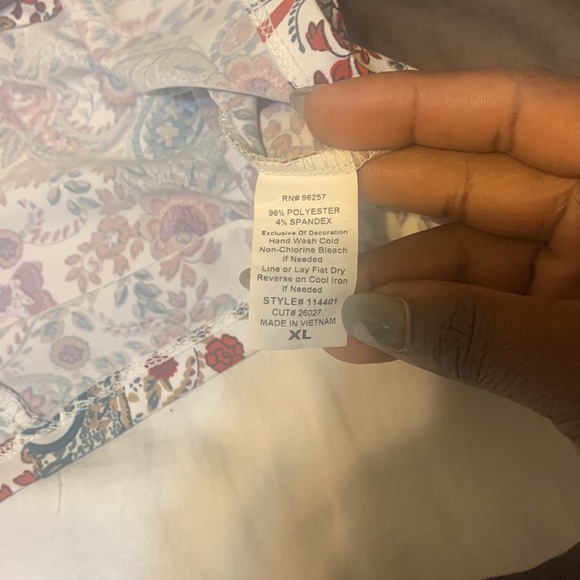 RN# 96257
96% POLYESTER
4% SPANDEX
Exclusive Of Decoration
Hand Wash Cold
Non-Chlorine Bleach
if Needed
Line or Lay Flat Dry
Reverse on Cool Iron
if Needed
STYLE# 114401
CUT# 26027
MADE IN VIETNAM
XL